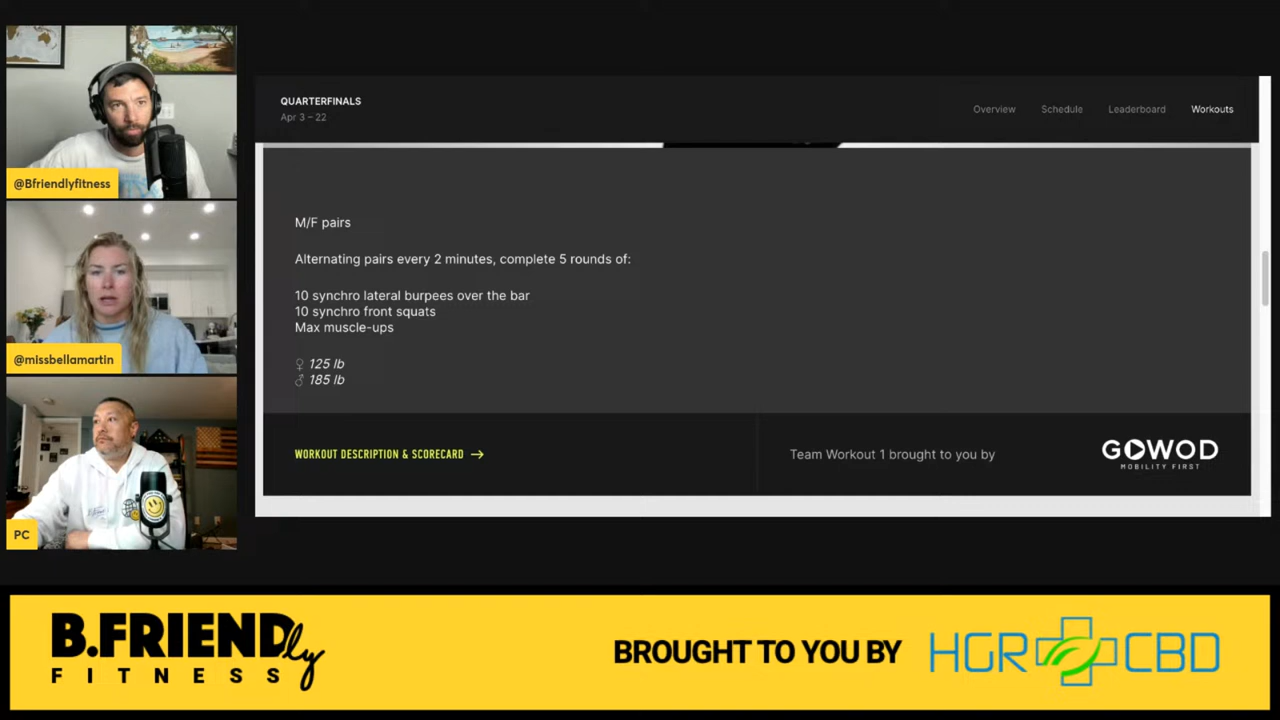 @Bfriendlyfitness
@missbellamartin
PC
QUARTERFINALS
Apr 3 – 22
Overview Schedule Leaderboard Workouts
M/F pairs
Alternating pairs every 2 minutes, complete 5 rounds of:
10 synchro lateral burpees over the bar
10 synchro front squats
Max muscle-ups
♀ 125 lb
♂ 185 lb
WORKOUT DESCRIPTION & SCORECARD →
Team Workout 1 brought to you by
GOWOD
MOBILITY FIRST
B.FRIENDly
FITNESS
BROUGHT TO YOU BY
HGR CBD